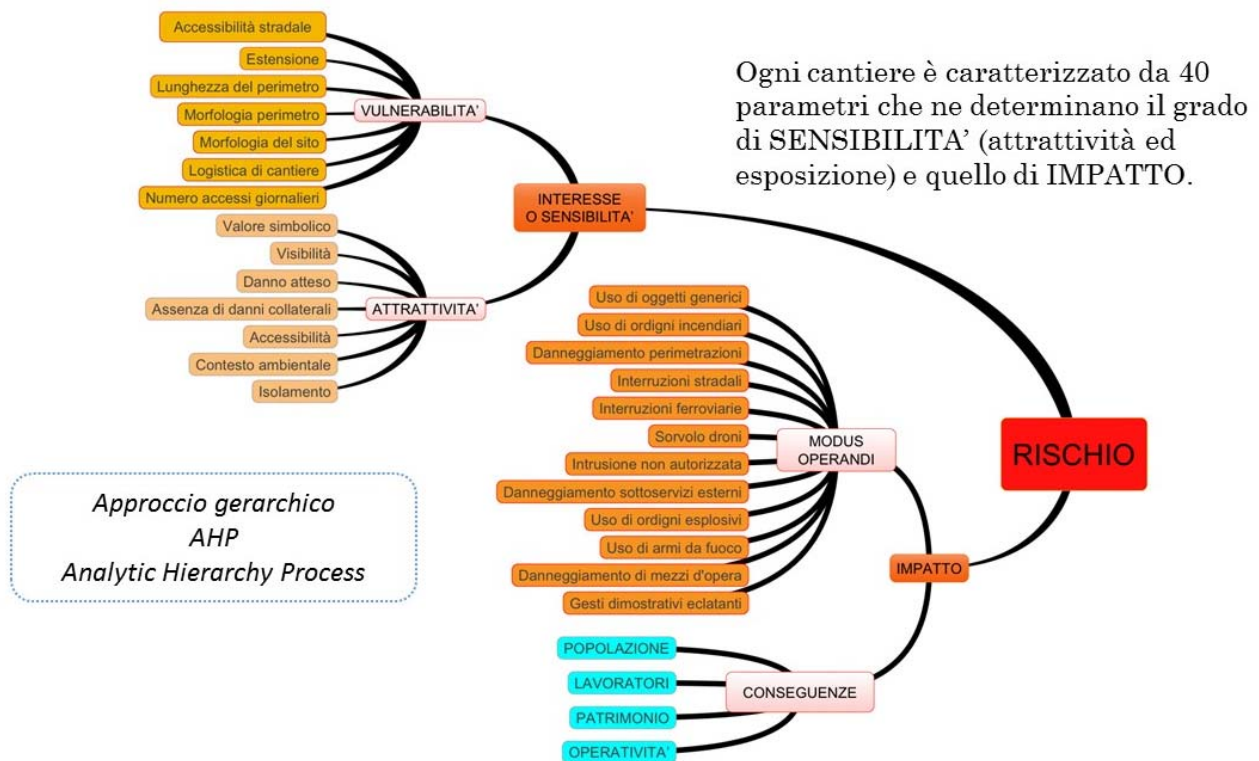 Accessibilità stradale
Estensione
Lunghezza del perimetro
Morfologia perimetro
Morfologia del sito
Logistica di cantiere
Numero accessi giornalieri
VULNERABILITA'
Valore simbolico
Visibilità
Danno atteso
Assenza di danni collaterali
Accessibilità
Contesto ambientale
Isolamento
ATTRATTIVITA'
INTERESSE
O SENSIBILITA'
Ogni cantiere è caratterizzato da 40
parametri che ne determinano il grado
di SENSIBILITA' (attrattività ed
esposizione) e quello di IMPATTO.
Uso di oggetti generici
Uso di ordigni incendiari
Danneggiamento perimetrazioni
Interruzioni stradali
Interruzioni ferroviarie
Sorvolo droni
Intrusione non autorizzata
Danneggiamento sottoservizi esterni
Uso di ordigni esplosivi
Uso di armi da fuoco
Danneggiamento di mezzi d'opera
Gesti dimostrativi eclatanti
MODUS
OPERANDI
RISCHIO
IMPATTO
POPOLAZIONE
LAVORATORI
PATRIMONIO
OPERATIVITA'
CONSEGUENZE
Approccio gerarchico
AHP
Analytic Hierarchy Process